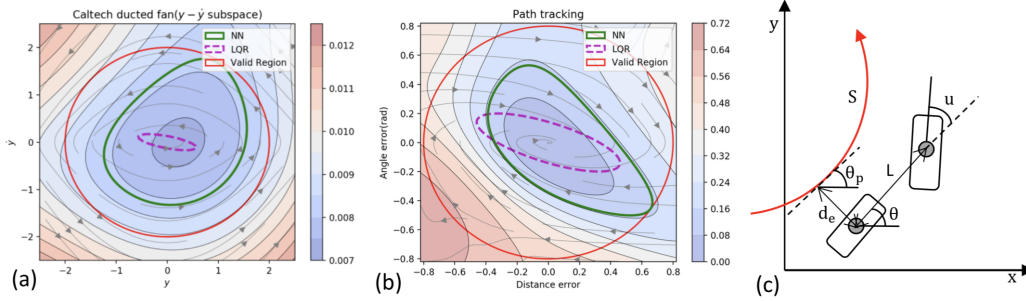 Caltech ducted fan(y − ẏ subspace)
NN
LQR
Valid Region
2
1
0
−1
−2
ẏ
−2
−1
0
1
2
y
0.012
0.011
0.010
0.009
0.008
0.007
(a)
Path tracking
NN
LQR
Valid Region
0.8
0.6
0.4
0.2
0.0
−0.2
−0.4
−0.6
−0.8
Angle error(rad)
−0.8
−0.6
−0.4
−0.2
0.0
0.2
0.4
0.6
0.8
Distance error
0.72
0.64
0.56
0.48
0.40
0.32
0.24
0.16
0.08
0.00
(b)
y
S
u
L
θp
de
θ
x
(c)